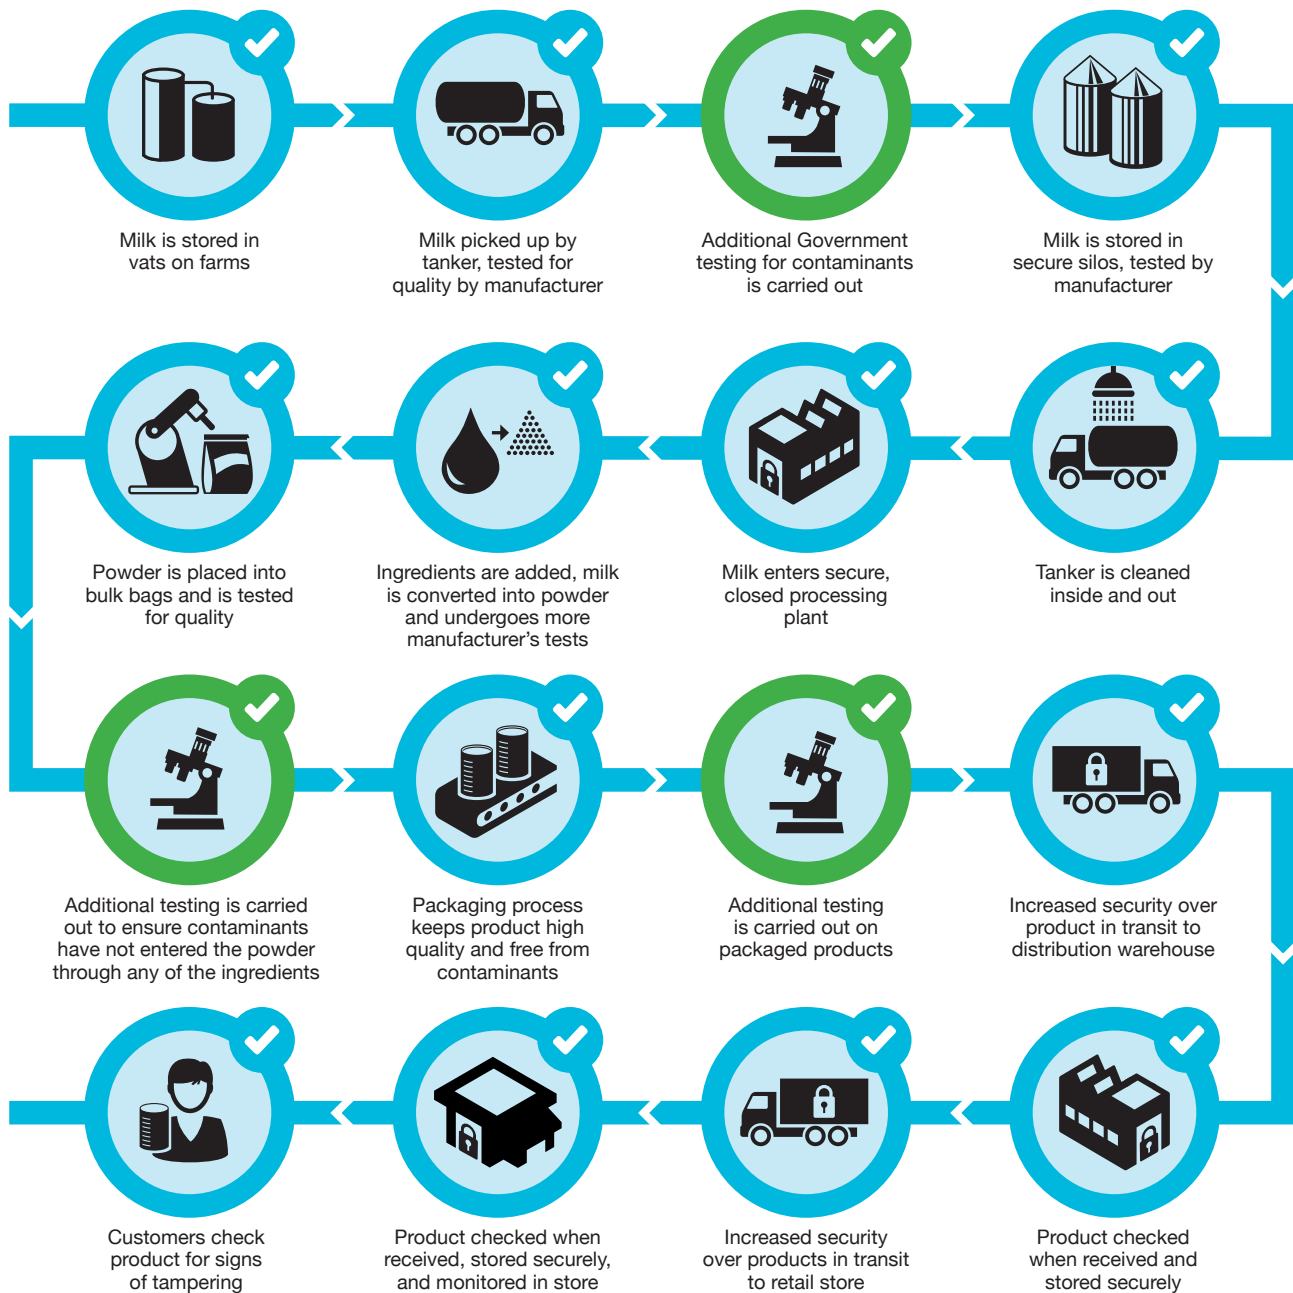 Milk is stored in
vats on farms
Milk picked up by
tanker, tested for
quality by manufacturer
Additional Government
testing for contaminants
is carried out
Milk is stored in
secure silos, tested by
manufacturer
Powder is placed into
bulk bags and is tested
for quality
Ingredients are added, milk
is converted into powder
and undergoes more
manufacturer’s tests
Milk enters secure,
closed processing
plant
Tanker is cleaned
inside and out
Additional testing is carried
out to ensure contaminants
have not entered the powder
through any of the ingredients
Packaging process
keeps product high
quality and free from
contaminants
Additional testing
is carried out on
packaged products
Increased security over
product in transit to
distribution warehouse
Customers check
product for signs
of tampering
Product checked when
received, stored securely,
and monitored in store
Increased security
over products in transit
to retail store
Product checked
when received and
stored securely